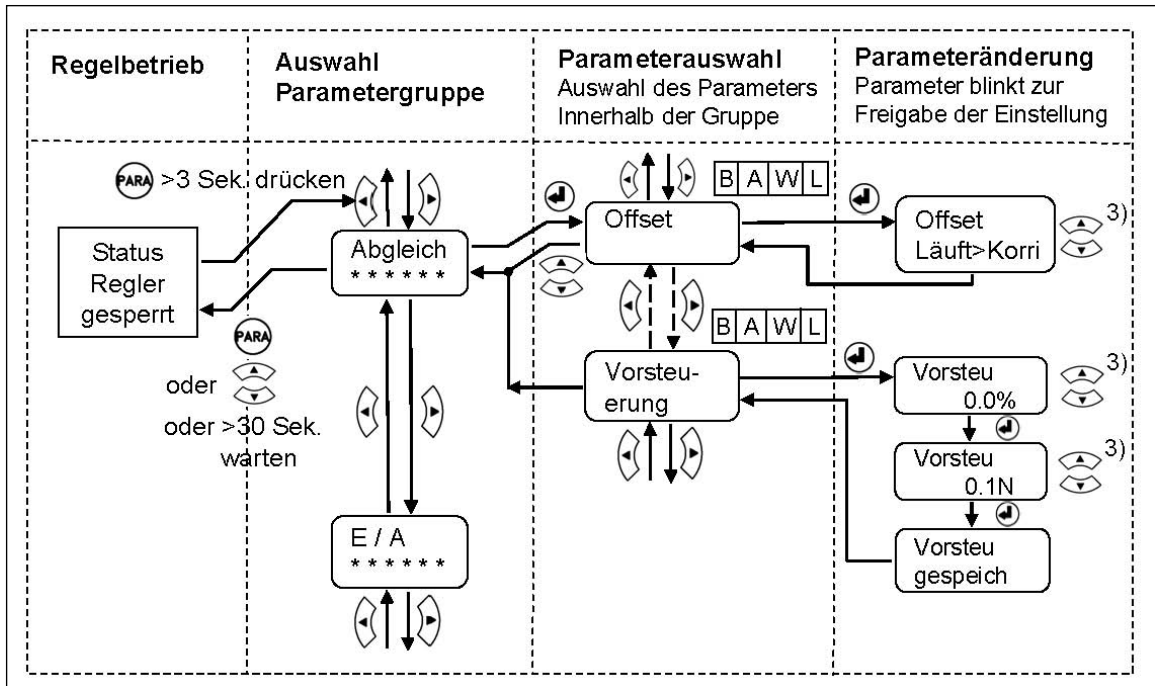 Regelbetrieb
Auswahl
Parametergruppe
Parameterauswahl
Auswahl des Parameters
Innerhalb der Gruppe
Parameteränderung
Parameter blinkt zur
Freigabe der Einstellung
PARA >3 Sek. drücken
Status
Regler
gesperrt
PARA
oder
oder >30 Sek.
warten
Abgleich
* * * * * *
E / A
* * * * * *
B A W L
Offset
B A W L
Vorsteu-
erung
Offset
Läuft>Korri
3)
Vorsteu
0.0%
3)
Vorsteu
0.1N
3)
Vorsteu
gespeich